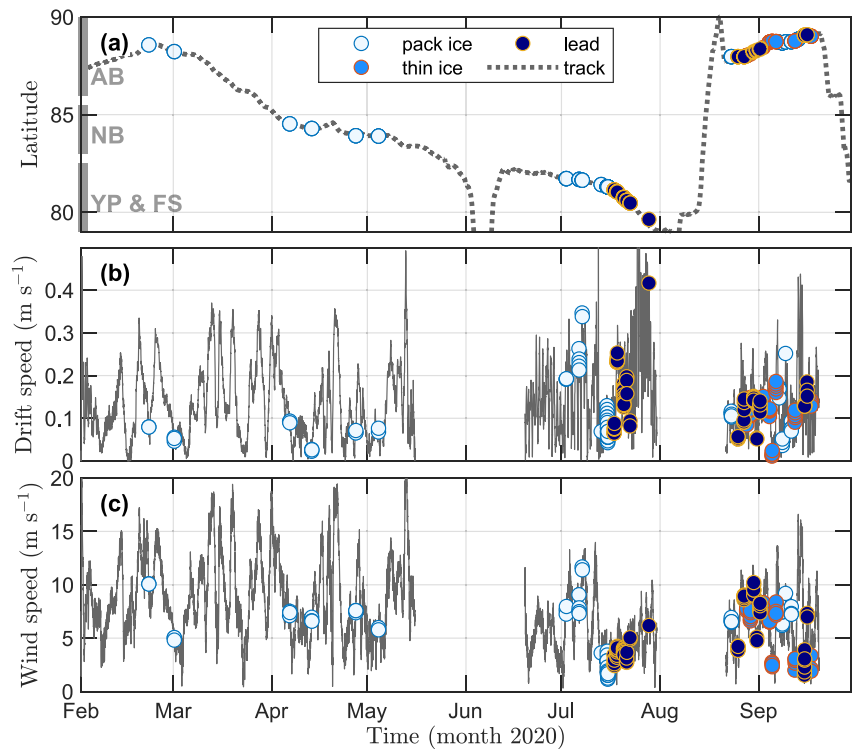 90
(a)
pack ice
lead
thin ice
track
AB
85
NB
YP & FS
80
Latitude
(b)
0.4
0.3
0.2
0.1
0
Drift speed (m s⁻¹)
(c)
20
15
10
5
0
Wind speed (m s⁻¹)
Feb Mar Apr May Jun Jul Aug Sep
Time (month 2020)